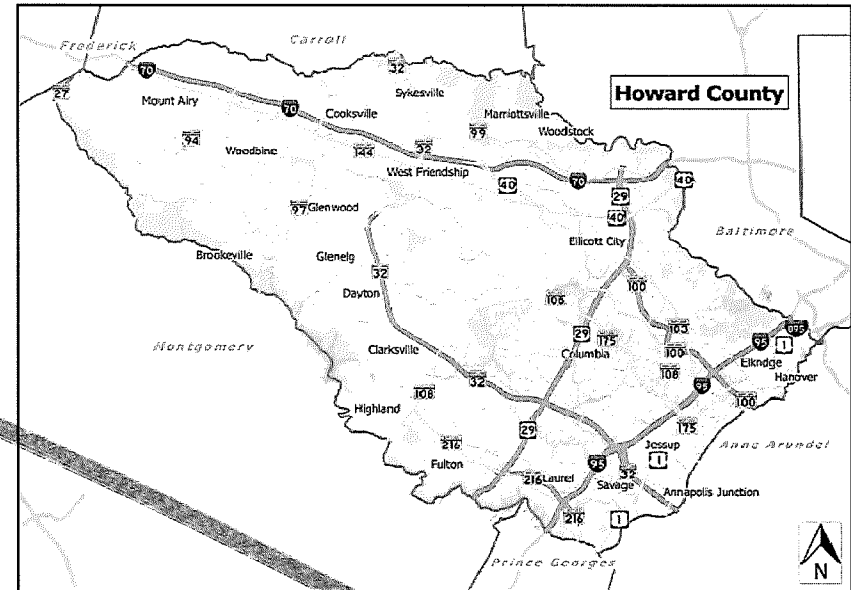 Frederick
Carroll
Howard County
70
32
Sykesville
27
Mount Airy
70
Cooksville
Marriottsville
94
Woodbine
144
32
99
Woodstock
West Friendship
40
70
29
40
97
Glenwood
40
Ellicott City
Baltimore
Brookeville
Glenelg
32
Dayton
100
108
Montgomery
29
175
103
Columbia
100
95
1
Clarksville
Elkridge
Hanover
32
108
95
108
100
Highland
29
175
Anne Arundel
216
Jessup
Fulton
95
1
216
Laurel
Savage
32
Annapolis Junction
216
1
Prince Georges
N